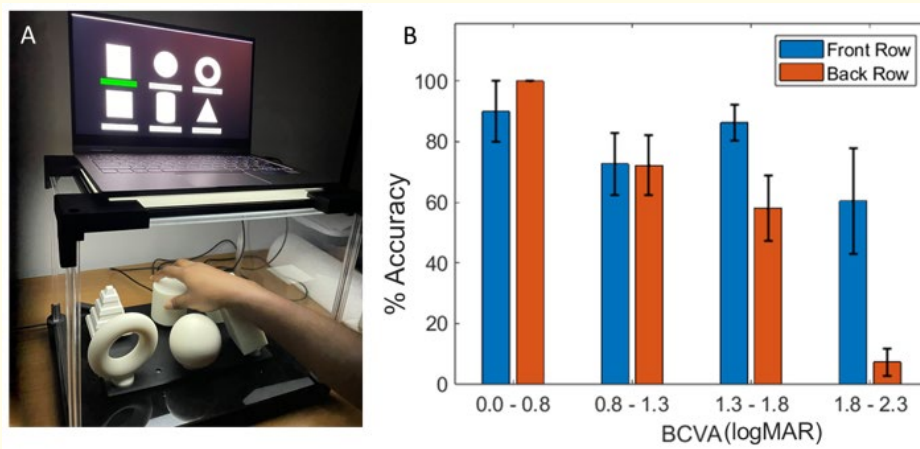 A
B
Front Row
Back Row
% Accuracy
100
80
60
40
20
0
0.0 - 0.8
0.8 - 1.3
1.3 - 1.8
1.8 - 2.3
BCVA(logMAR)